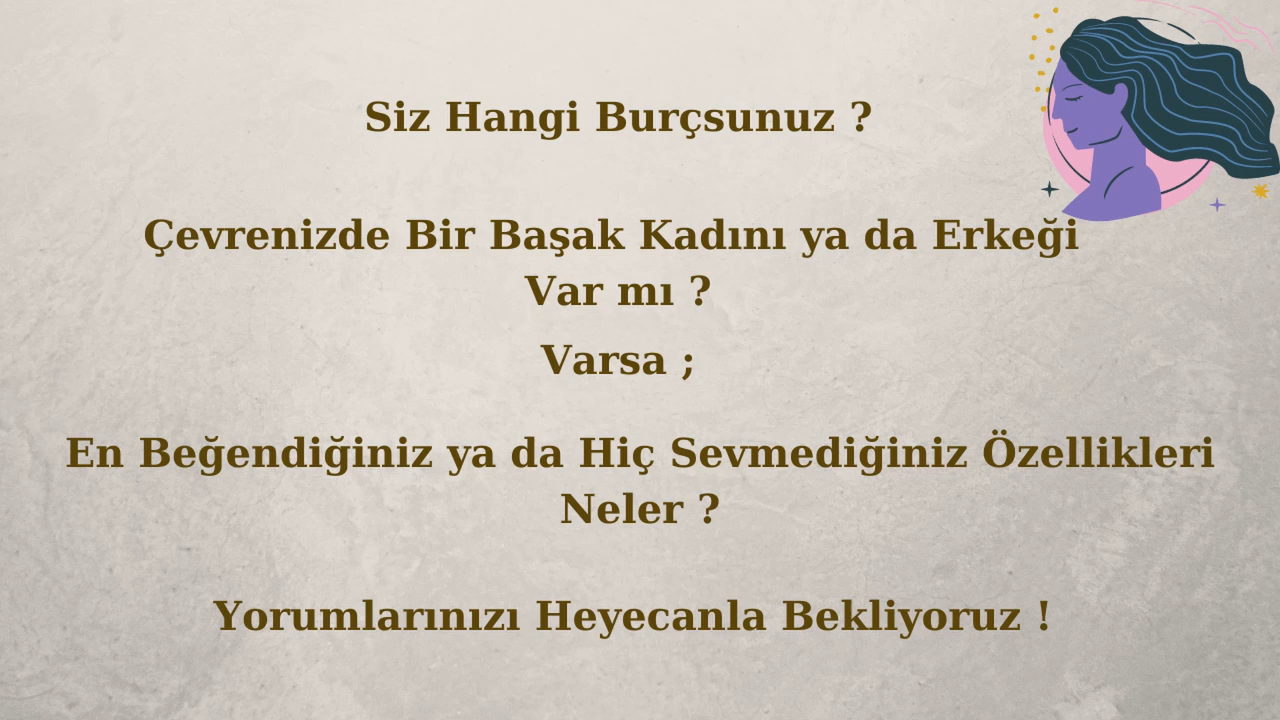 Siz Hangi Burçsunuz ?
Çevrenizde Bir Başak Kadını ya da Erkeği
Var mı ?
Varsa ;
En Beğendiğiniz ya da Hiç Sevmediğiniz Özellikleri
Neler ?
Yorumlarınızı Heyecanla Bekliyoruz !